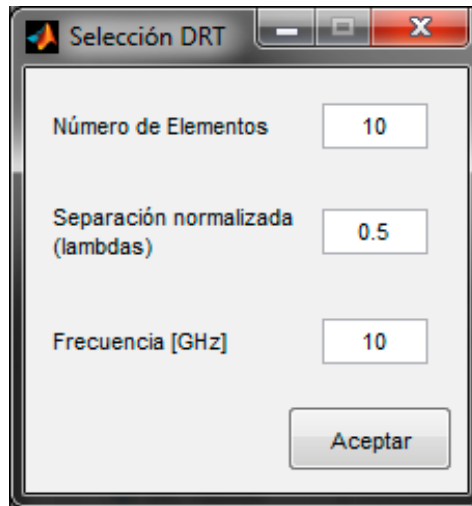 Selección DRT
Número de Elementos
10
Separación normalizada
(lambdas)
0.5
Frecuencia [GHz]
10
Aceptar